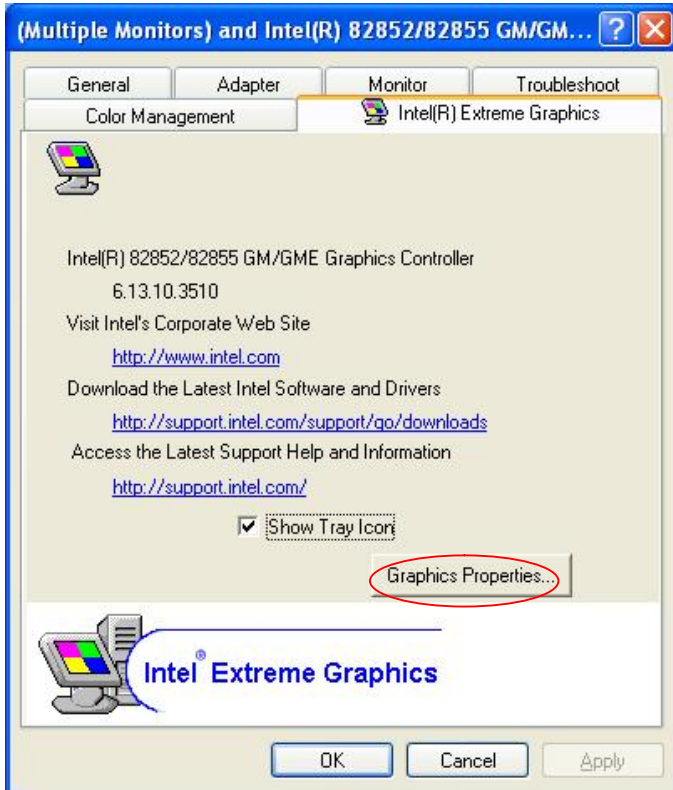 (Multiple Monitors) and Intel(R) 82852/82855 GM/GM...
General Adapter Monitor Troubleshoot
Color Management Intel(R) Extreme Graphics
Intel(R) 82852/82855 GM/GME Graphics Controller
6.13.10.3510
Visit Intel's Corporate Web Site
http://www.intel.com
Download the Latest Intel Software and Drivers
http://support.intel.com/support/go/downloads
Access the Latest Support Help and Information
http://support.intel.com/
Show Tray Icon
Graphics Properties...
Intel® Extreme Graphics
OK Cancel Apply